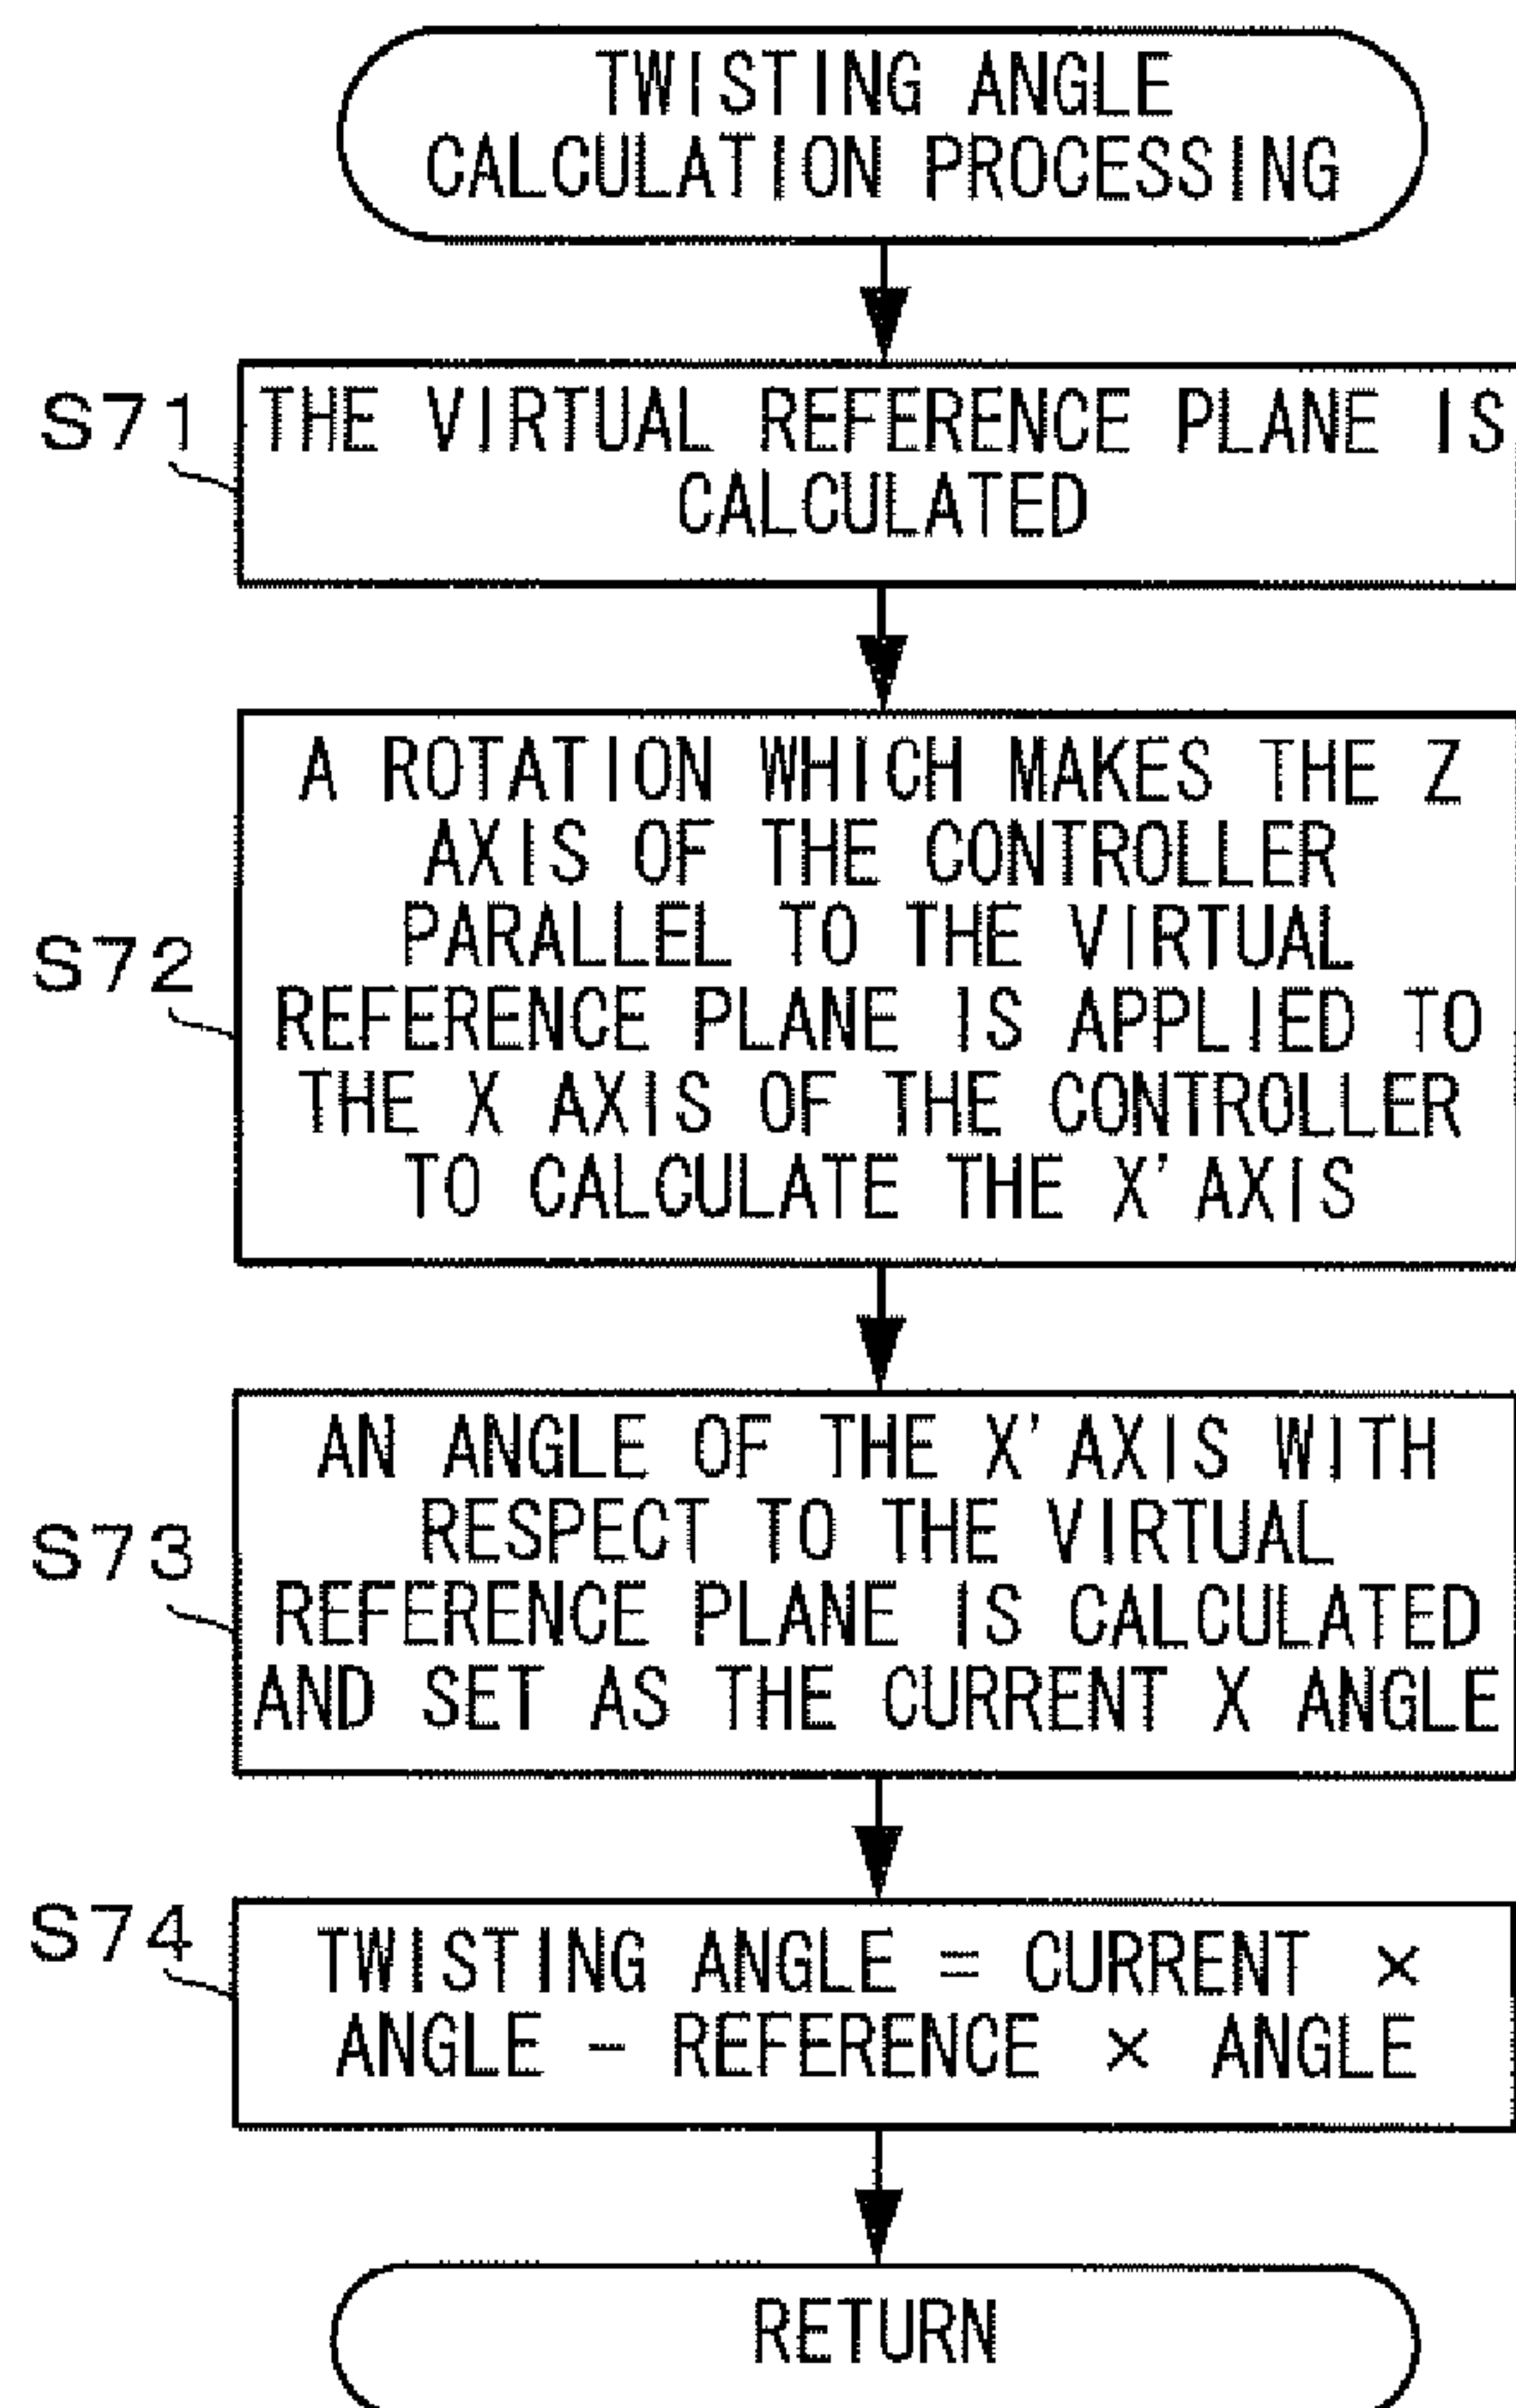 TWISTING ANGLE
CALCULATION PROCESSING
S71
THE VIRTUAL REFERENCE PLANE IS
CALCULATED
S72
A ROTATION WHICH MAKES THE Z
AXIS OF THE CONTROLLER
PARALLEL TO THE VIRTUAL
REFERENCE PLANE IS APPLIED TO
THE X AXIS OF THE CONTROLLER
TO CALCULATE THE X'AXIS
S73
AN ANGLE OF THE X'AXIS WITH
RESPECT TO THE VIRTUAL
REFERENCE PLANE IS CALCULATED
AND SET AS THE CURRENT X ANGLE
S74
TWISTING ANGLE = CURRENT ×
ANGLE - REFERENCE × ANGLE
RETURN